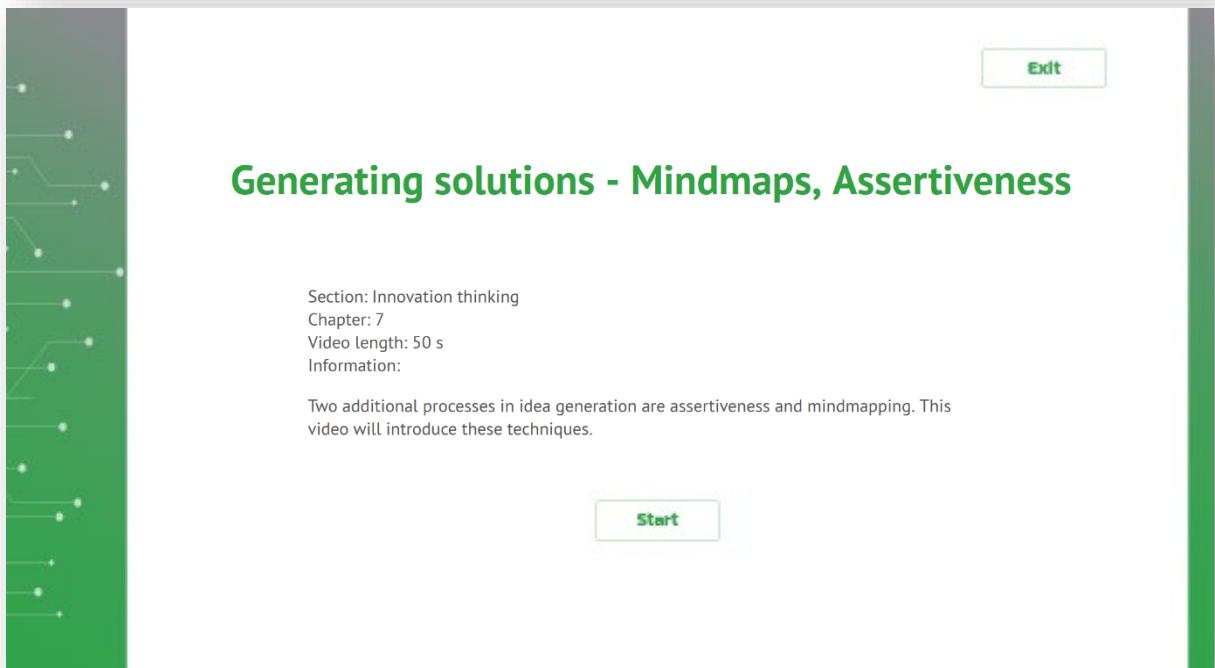 Exit
Generating solutions - Mindmaps, Assertiveness
Section: Innovation thinking
Chapter: 7
Video length: 50 s
Information:
Two additional processes in idea generation are assertiveness and mindmapping. This
video will introduce these techniques.
Start